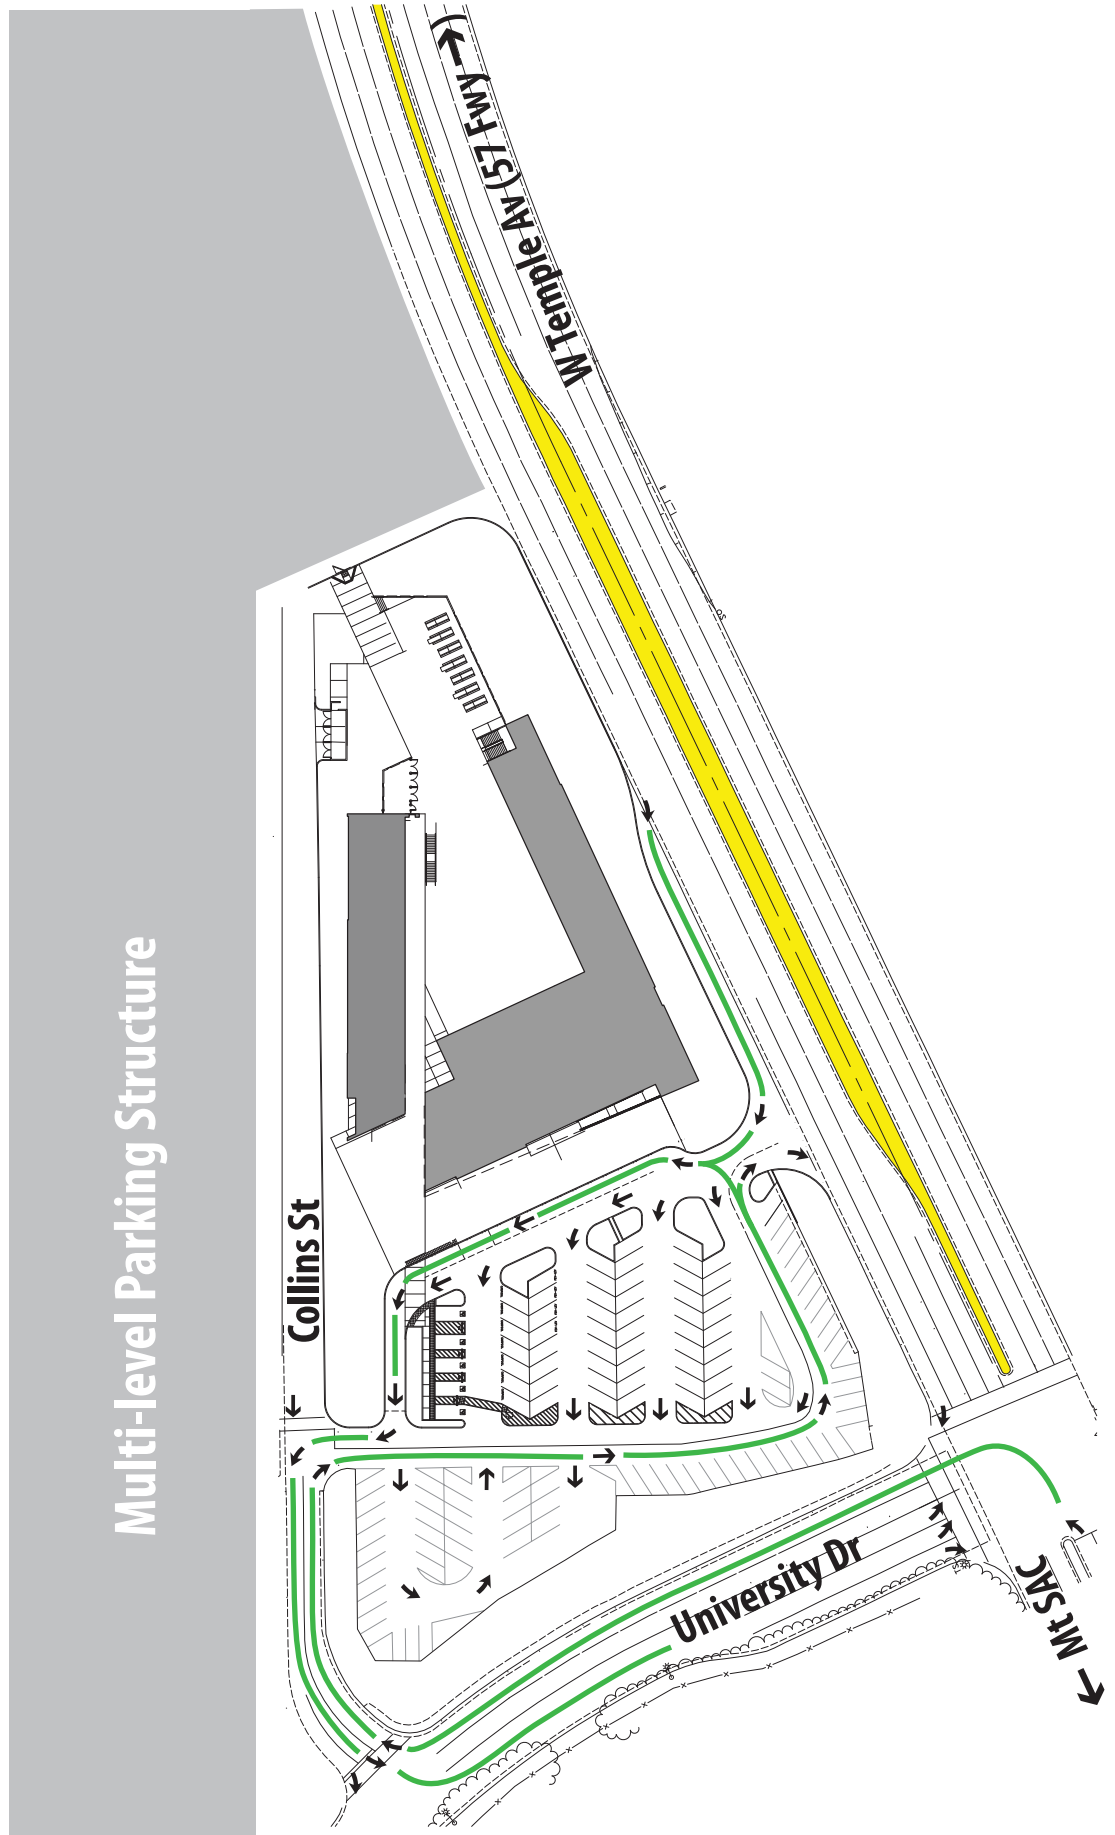 W Temple Av (57 Fwy →)
Multi-level Parking Structure
Collins St
University Dr
← Mt SAC